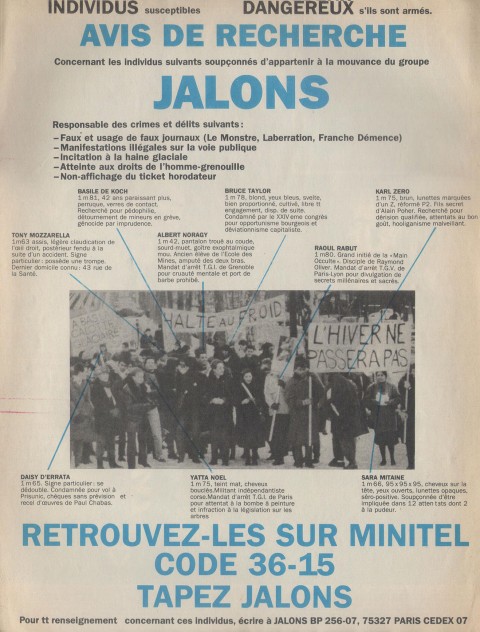 INDIVIDUS susceptibles DANGEREUX s'ils sont armés.
AVIS DE RECHERCHE
Concernant les individus suivants soupçonnés d'appartenir à la mouvance du groupe
JALONS
Responsable des crimes et délits suivants :
– Faux et usage de faux journaux (Le Monstre, Laberration, Franche Démence)
– Manifestations illégales sur la voie publique
– Incitation à la haine glaciale
– Atteinte aux droits de l'homme-grenouille
– Non-affichage du ticket horodateur
BASILE DE KOCH
1 m 81, 42 ans paraissant plus,
perruque, verres de contact.
Recherché pour pédophilie,
détournement de mineurs en grève,
génocide par imprudence.
BRUCE TAYLOR
1 m 78, blond, yeux bleus, svelte,
bien proportionné, cultivé, libre tt
engagement, disp. de suite.
Condamné par le XXIVème congrès
pour opportunisme bourgeois et
déviationnisme capitaliste.
KARL ZERO
1 m 75, brun, lunettes marquées
d'un Z, réformé P2. Fils secret
d'Alain Poher. Recherché pour
dérision qualifiée, attentats au bon
goût, hooliganisme malveillant.
TONY MOZZARELLA
1m63 assis, légère claudication de
l'œil droit, postérieur fendu à la
suite d'un accident. Signe
particulier : possède une trompe.
Dernier domicile connu : 43 rue de
la Santé.
ALBERT NORAGY
1 m 42, pantalon troué au coude,
sourd-mouet, goître exophtalmique
mou. Ancien élève de l'Ecole des
Mines, amputé des deux bras.
Mandat d'arrêt T.G.I. de Grenoble
pour cruauté mentale et port de
barbe prohibé.
RAOUL RABUT
1 m80. Grand initié de la «Main
Occulte». Disciple de Raymond
Oliver. Mandat d'arrêt T.G.V. de
Paris-Lyon pour divulgation de
secrets millénaires et sacrés.
HALTE AU FROID
L'HIVER NE
PASSERA PAS
DAISY D'ERRATA
1 m 65. Signe particulier : se
dédouble. Condamnée pour vol à
Prisunic, chèques sans prévision et
recel d'œuvres de Paul Chabas.
YATTA NOEL
1 m 75, teint mat, cheveux
bouclés.Militant indépendantiste
corse.Mandat d'arrêt T.G.I. de Paris
pour attentat à la bombe à peinture
et infraction à la législation sur les
arbres
SARA MITAINE
1 m 68, 95 x 95 x 95, cheveux sur la
tête, yeux ouverts, lunettes opaques,
aéro-positive. Soupçonnée d'être
impliquée dans 12 atten tats dont 2
à la pudeur.
RETROUVEZ-LES SUR MINITEL
CODE 36-15
TAPEZ JALONS
Pour tt renseignement concernant ces individus, écrire à JALONS BP 256-07, 75327 PARIS CEDEX 07